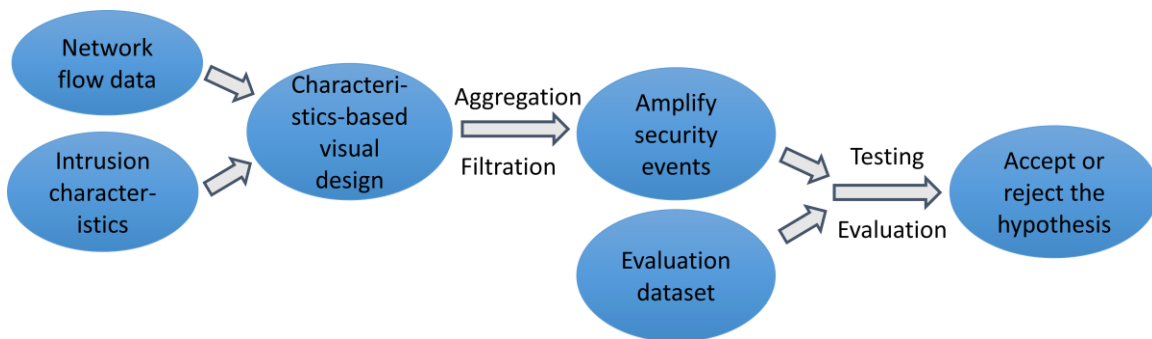 Network
flow data
Intrusion
character-
istics
Characteri-
stics-based
visual
design
Aggregation
Filtration
Amplify
security
events
Evaluation
dataset
Testing
Evaluation
Accept or
reject the
hypothesis